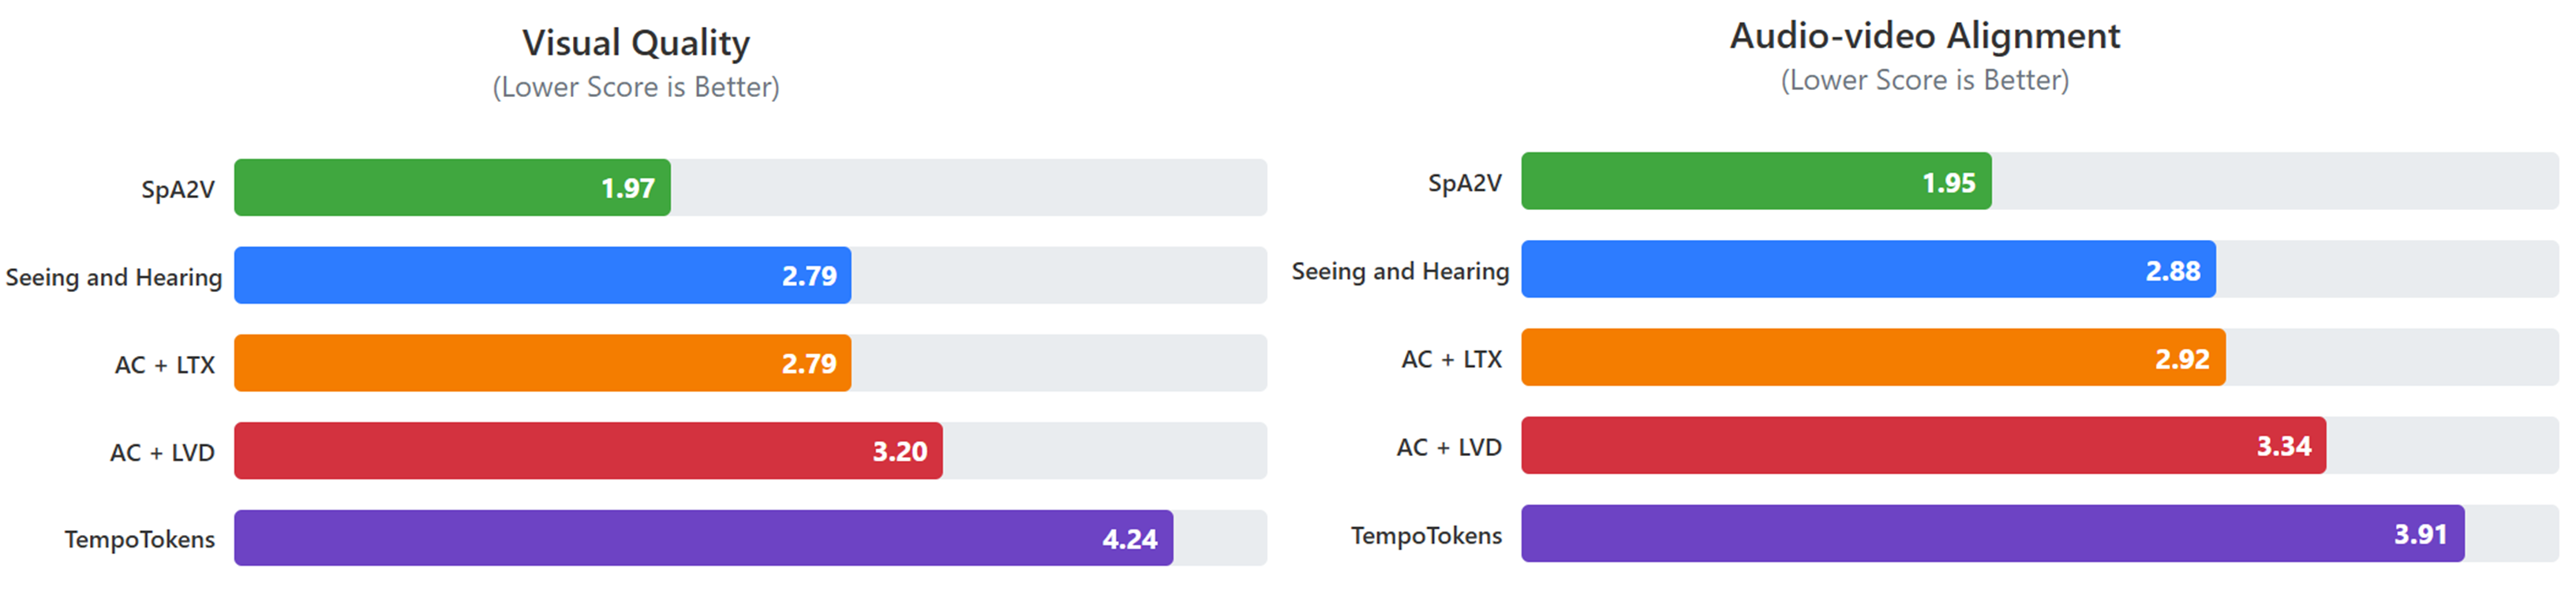 Visual Quality
(Lower Score is Better)
SpA2V 1.97
Seeing and Hearing 2.79
AC + LTX 2.79
AC + LVD 3.20
TempoTokens 4.24
Audio-video Alignment
(Lower Score is Better)
SpA2V 1.95
Seeing and Hearing 2.88
AC + LTX 2.92
AC + LVD 3.34
TempoTokens 3.91